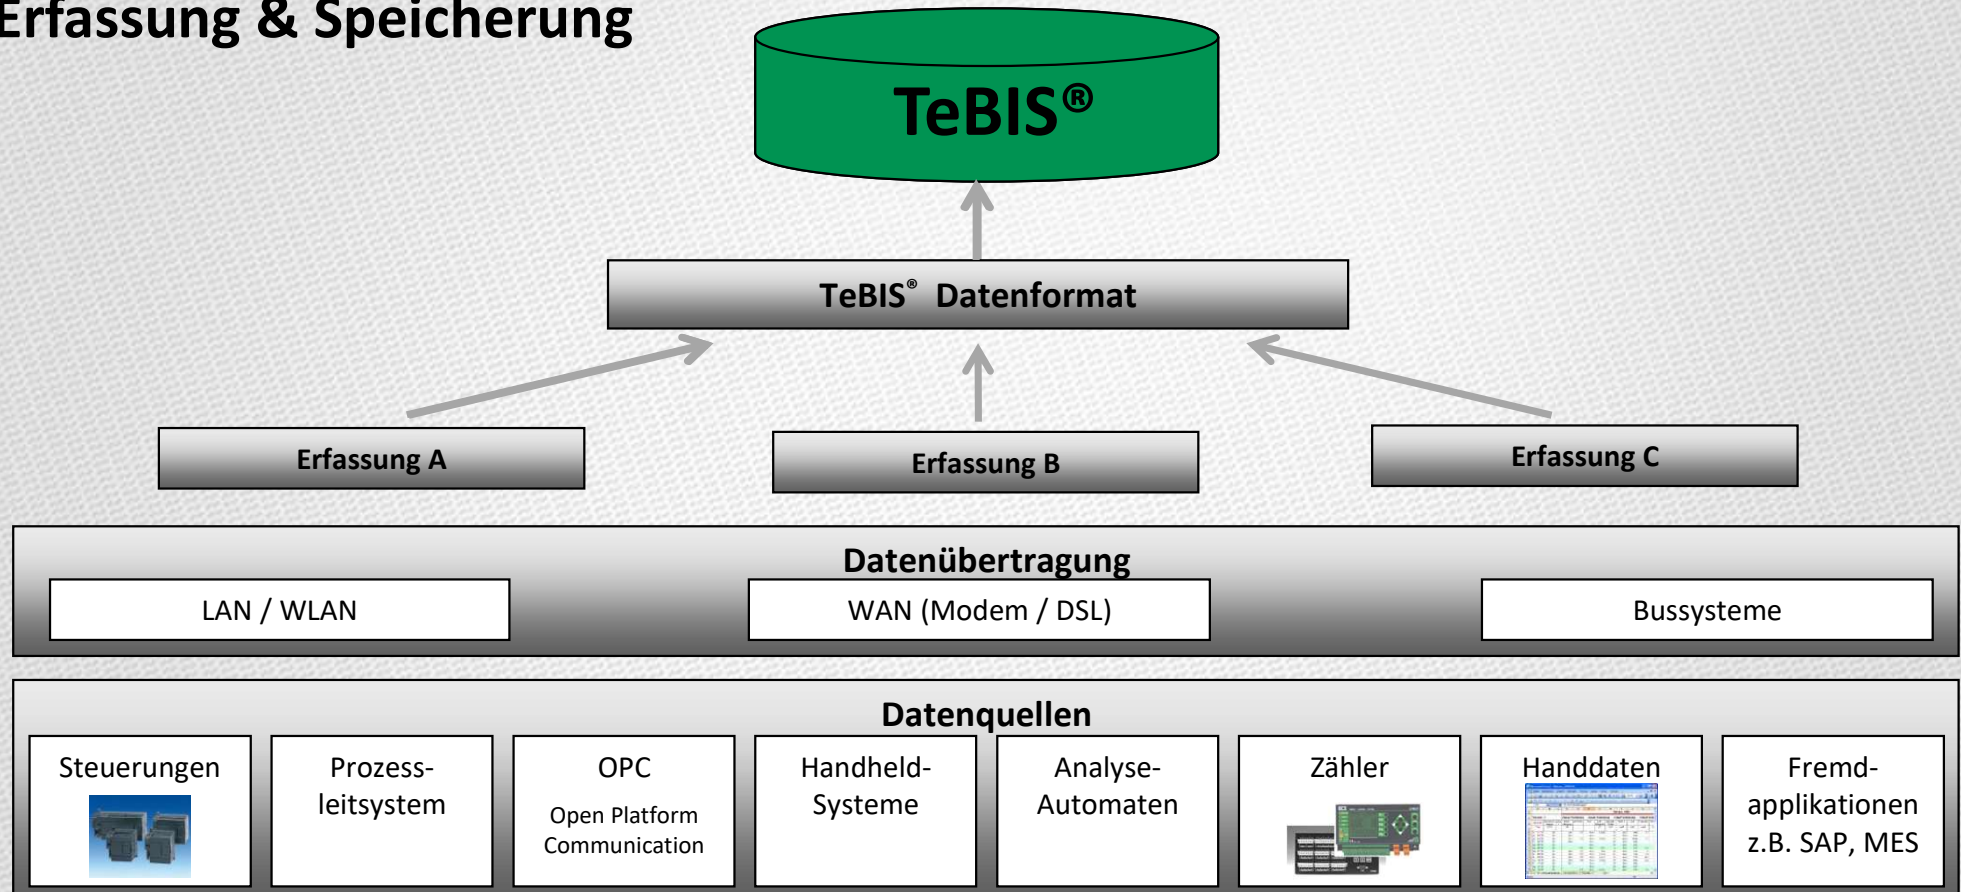 Erfassung & Speicherung
TeBIS®
TeBIS® Datenformat
Erfassung A
Erfassung B
Erfassung C
Datenübertragung
LAN / WLAN
WAN (Modem / DSL)
Bussysteme
Datenquellen
Steuerungen
Prozess-
leitsystem
OPC
Open Platform
Communication
Handheld-
Systeme
Analyse-
Automaten
Zähler
Handdaten
Fremd-
applikationen
z.B. SAP, MES